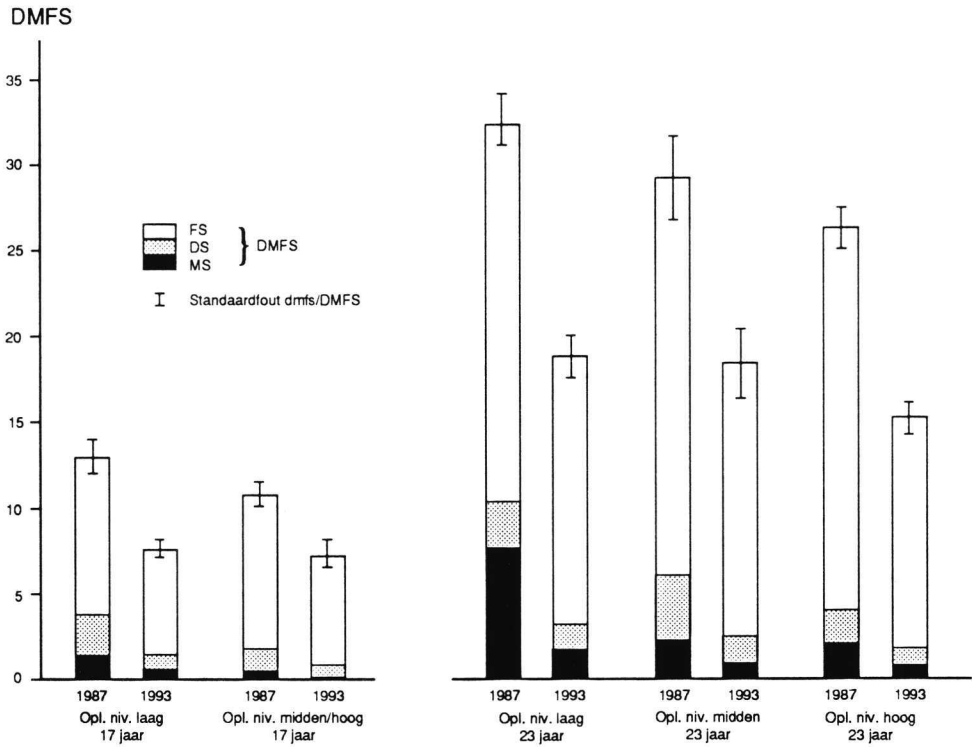 DMFS
35
30
25
20
15
10
5
0
FS
DS
MS
} DMFS
Standaardfout dmfs/DMFS
1987 1993 1987 1993 1987 1993 1987 1993 1987 1993
Opl. niv. laag Opl. niv. midden/hoog Opl. niv. laag Opl. niv. midden Opl. niv. hoog
17 jaar 17 jaar 23 jaar 23 jaar 23 jaar